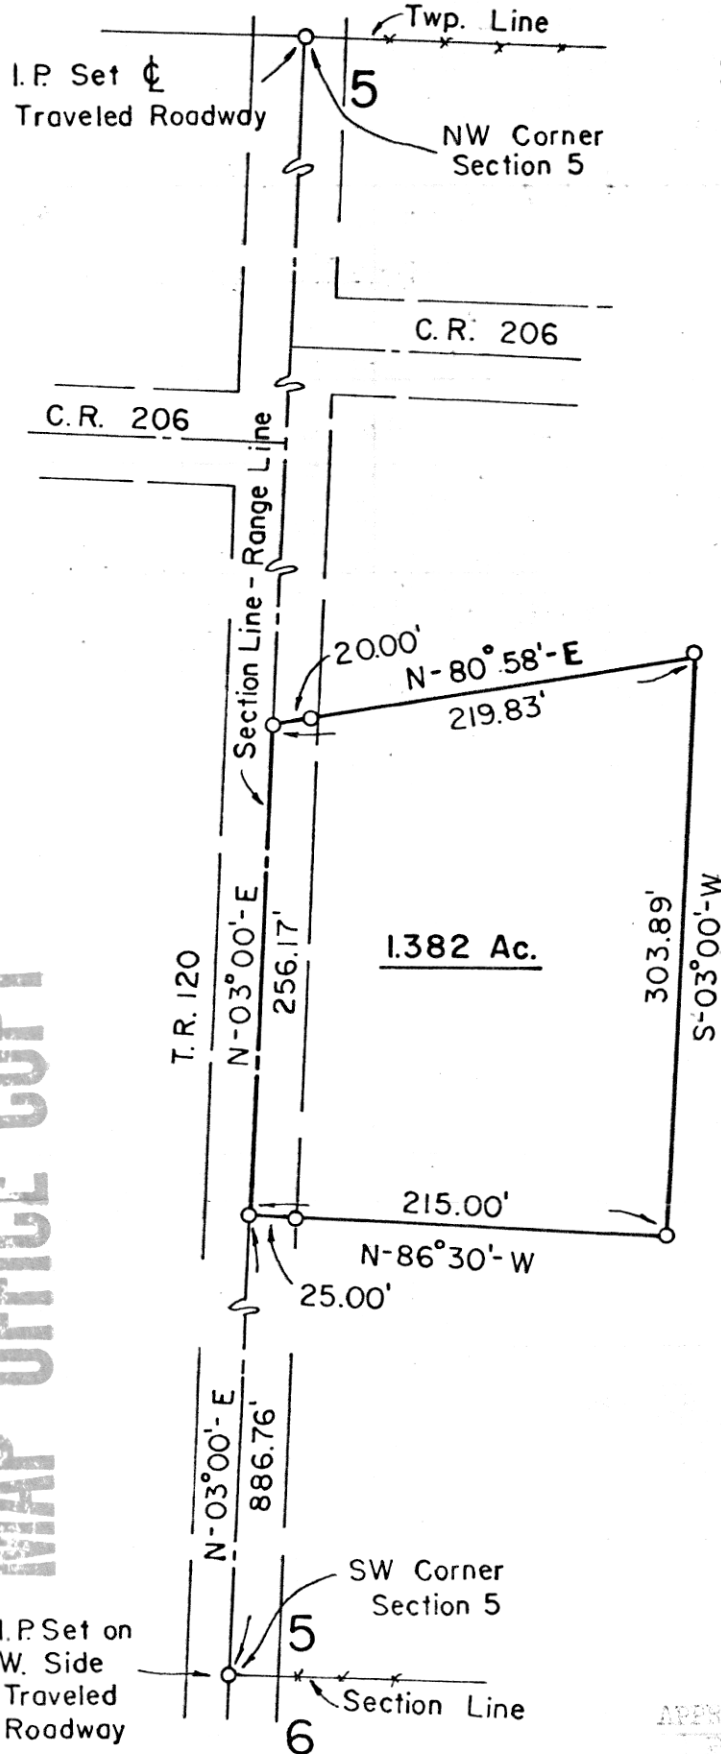 Twp. Line
I.P. Set ℄
Traveled Roadway
5
NW Corner
Section 5
C.R. 206
C.R. 206
Section Line - Range Line
20.00'
N-80°58'-E
219.83'
T.R. 120
N-03°00'-E
256.17'
1.382 Ac.
303.89'
S-03°00'-W
215.00'
N-86°30'-W
25.00'
MAP OFFICE COPY
N-03°00'-E
886.76'
SW Corner
Section 5
I.P. Set on
W. Side
Traveled
Roadway
5
Section Line
6